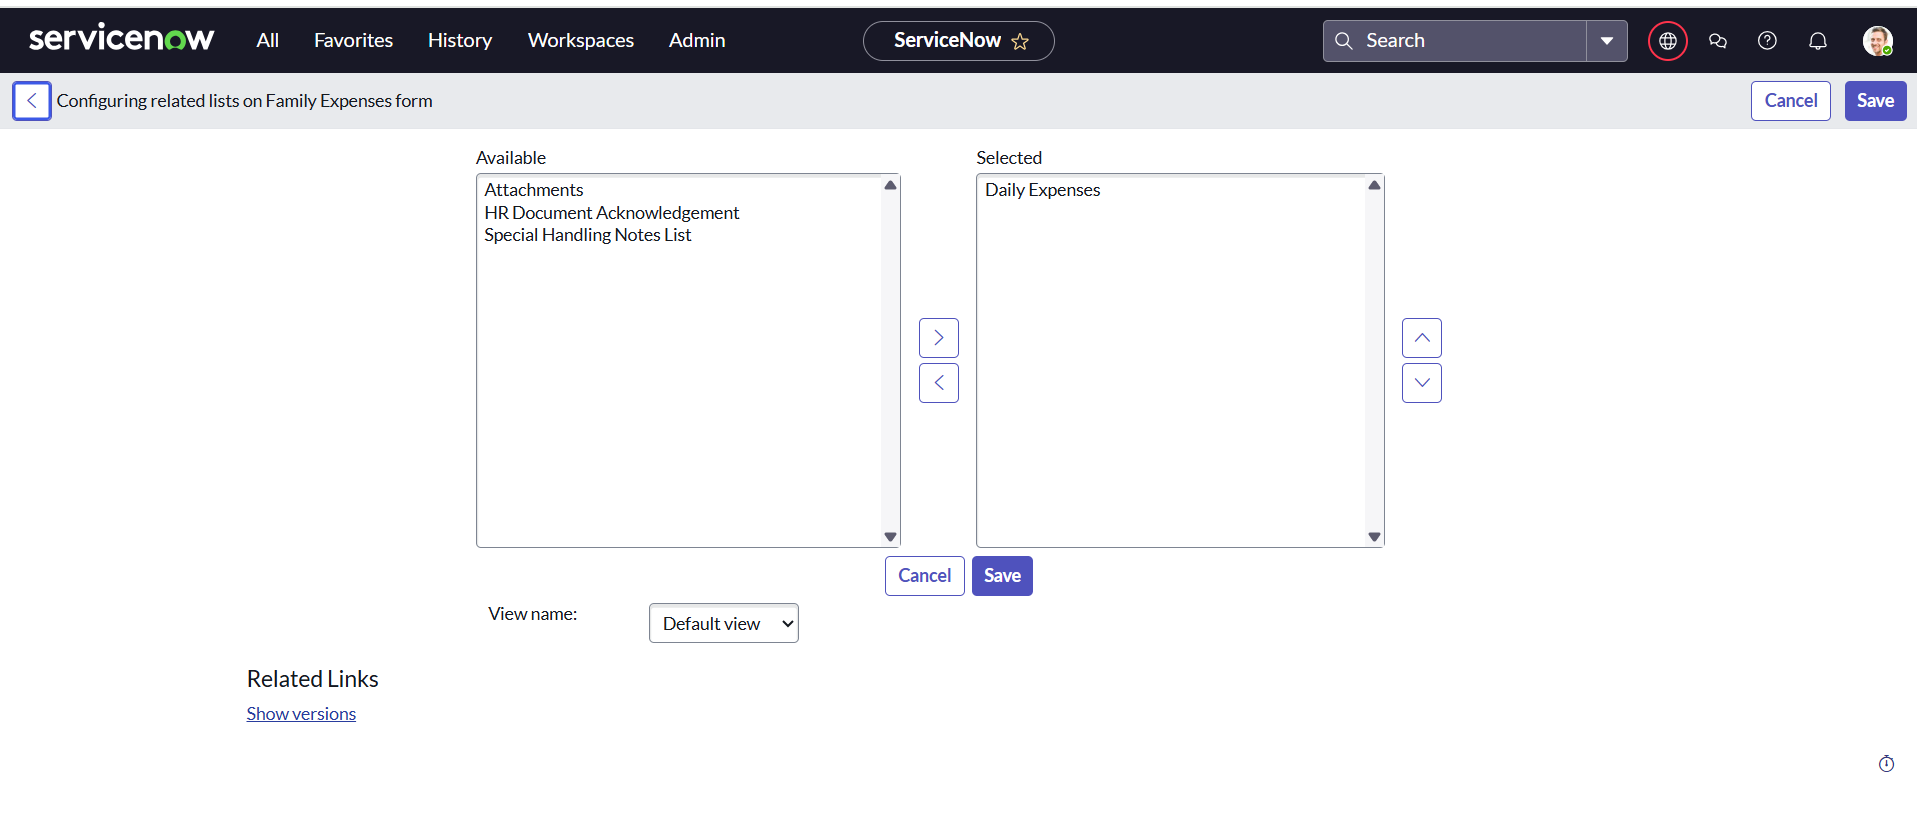 servicenow All Favorites History Workspaces Admin ServiceNow Search
Configuring related lists on Family Expenses form Cancel Save
Available Selected
Attachments Daily Expenses
HR Document Acknowledgement
Special Handling Notes List
Cancel Save
View name: Default view
Related Links
Show versions